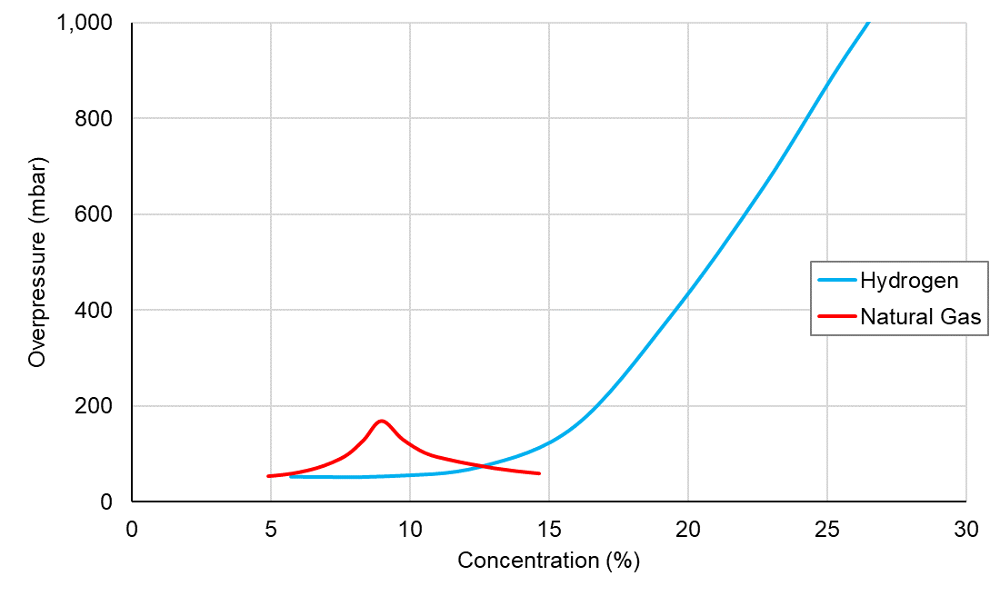 1,000
800
600
400
200
0
Overpressure (mbar)
0 5 10 15 20 25 30
Concentration (%)
Hydrogen
Natural Gas